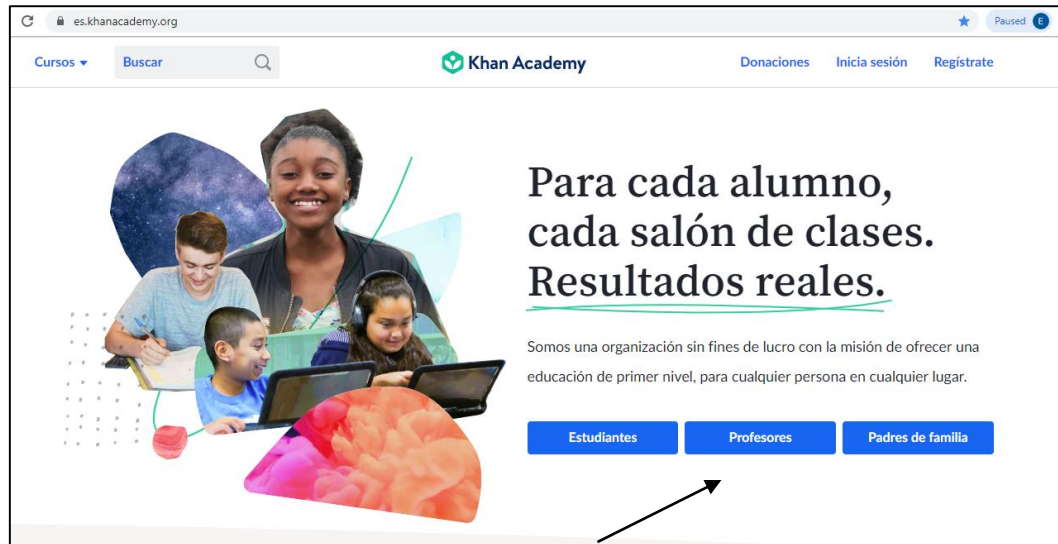 es.khanacademy.org
Paused E
Cursos
Buscar
Khan Academy
Donaciones
Inicia sesión
Regístrate
Para cada alumno,
cada salón de clases.
Resultados reales.
Somos una organización sin fines de lucro con la misión de ofrecer una
educación de primer nivel, para cualquier persona en cualquier lugar.
Estudiantes
Profesores
Padres de familia